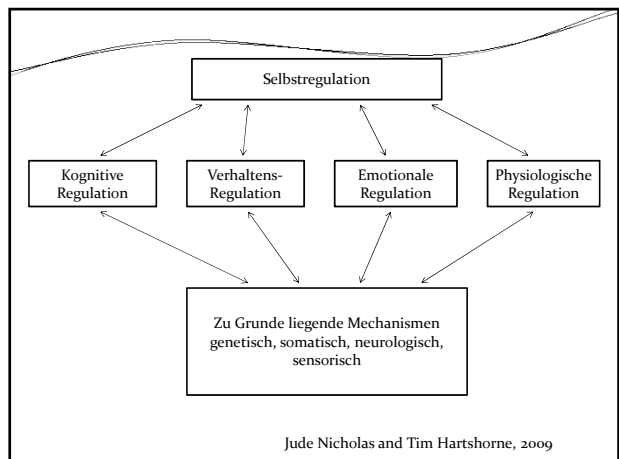 Selbstregulation
Kognitive
Regulation
Verhaltens-
Regulation
Emotionale
Regulation
Physiologische
Regulation
Zu Grunde liegende Mechanismen
genetisch, somatisch, neurologisch,
sensorisch
Jude Nicholas and Tim Hartshorne, 2009